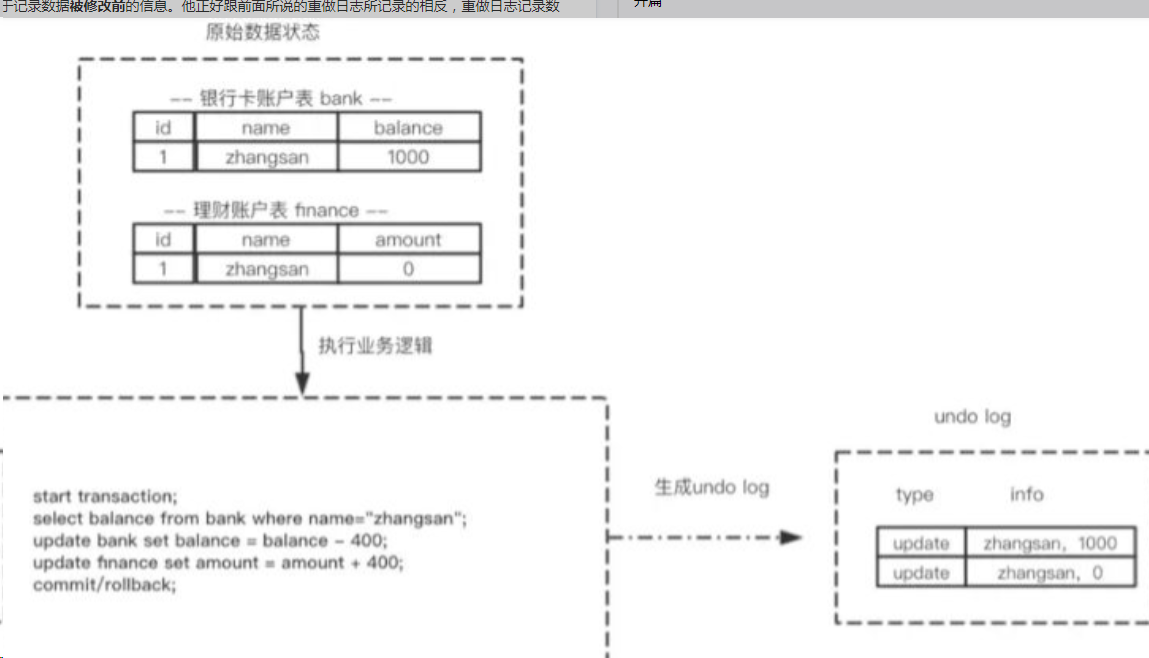 于记录数据被修改前的信息。他正好跟前面所说的重做日志所记录的相反，重做日志记录数
开篇
原始数据状态
-- 银行卡账户表 bank --
id name balance
1 zhangsan 1000
-- 理财账户表 finance --
id name amount
1 zhangsan 0
执行业务逻辑
start transaction;
select balance from bank where name="zhangsan";
update bank set balance = balance - 400;
update finance set amount = amount + 400;
commit/rollback;
生成undo log
undo log
type info
update zhangsan, 1000
update zhangsan, 0